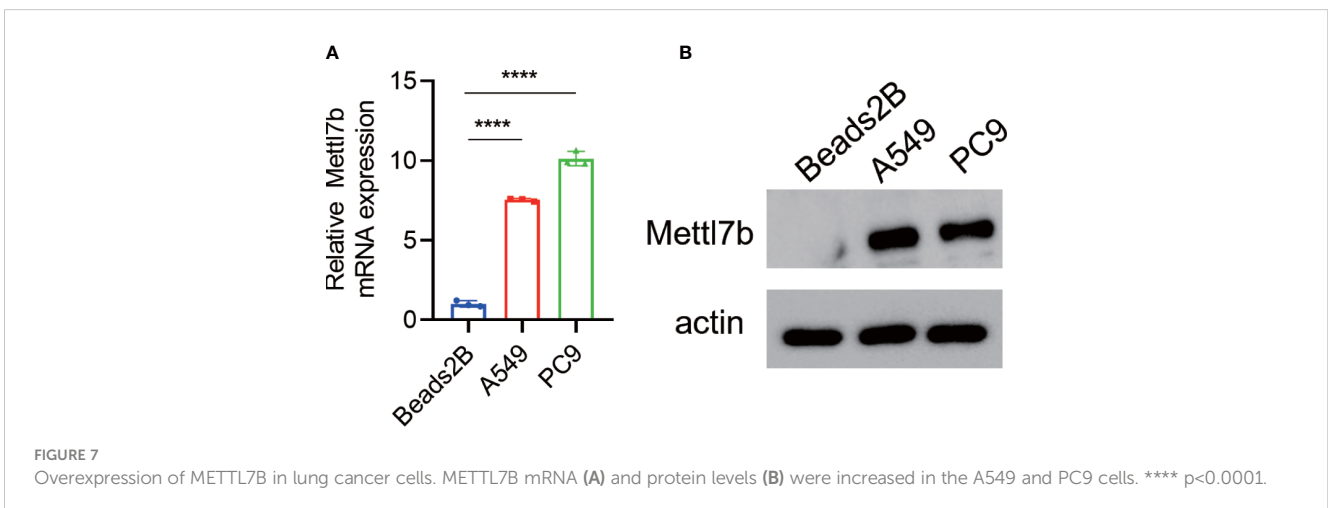 A
B
Relative Mettl7b
mRNA expression
15
10
5
0
****
****
Beads2B
A549
PC9
Beads2B
A549
PC9
Mettl7b
actin
FIGURE 7
Overexpression of METTL7B in lung cancer cells. METTL7B mRNA (A) and protein levels (B) were increased in the A549 and PC9 cells. **** p<0.0001.